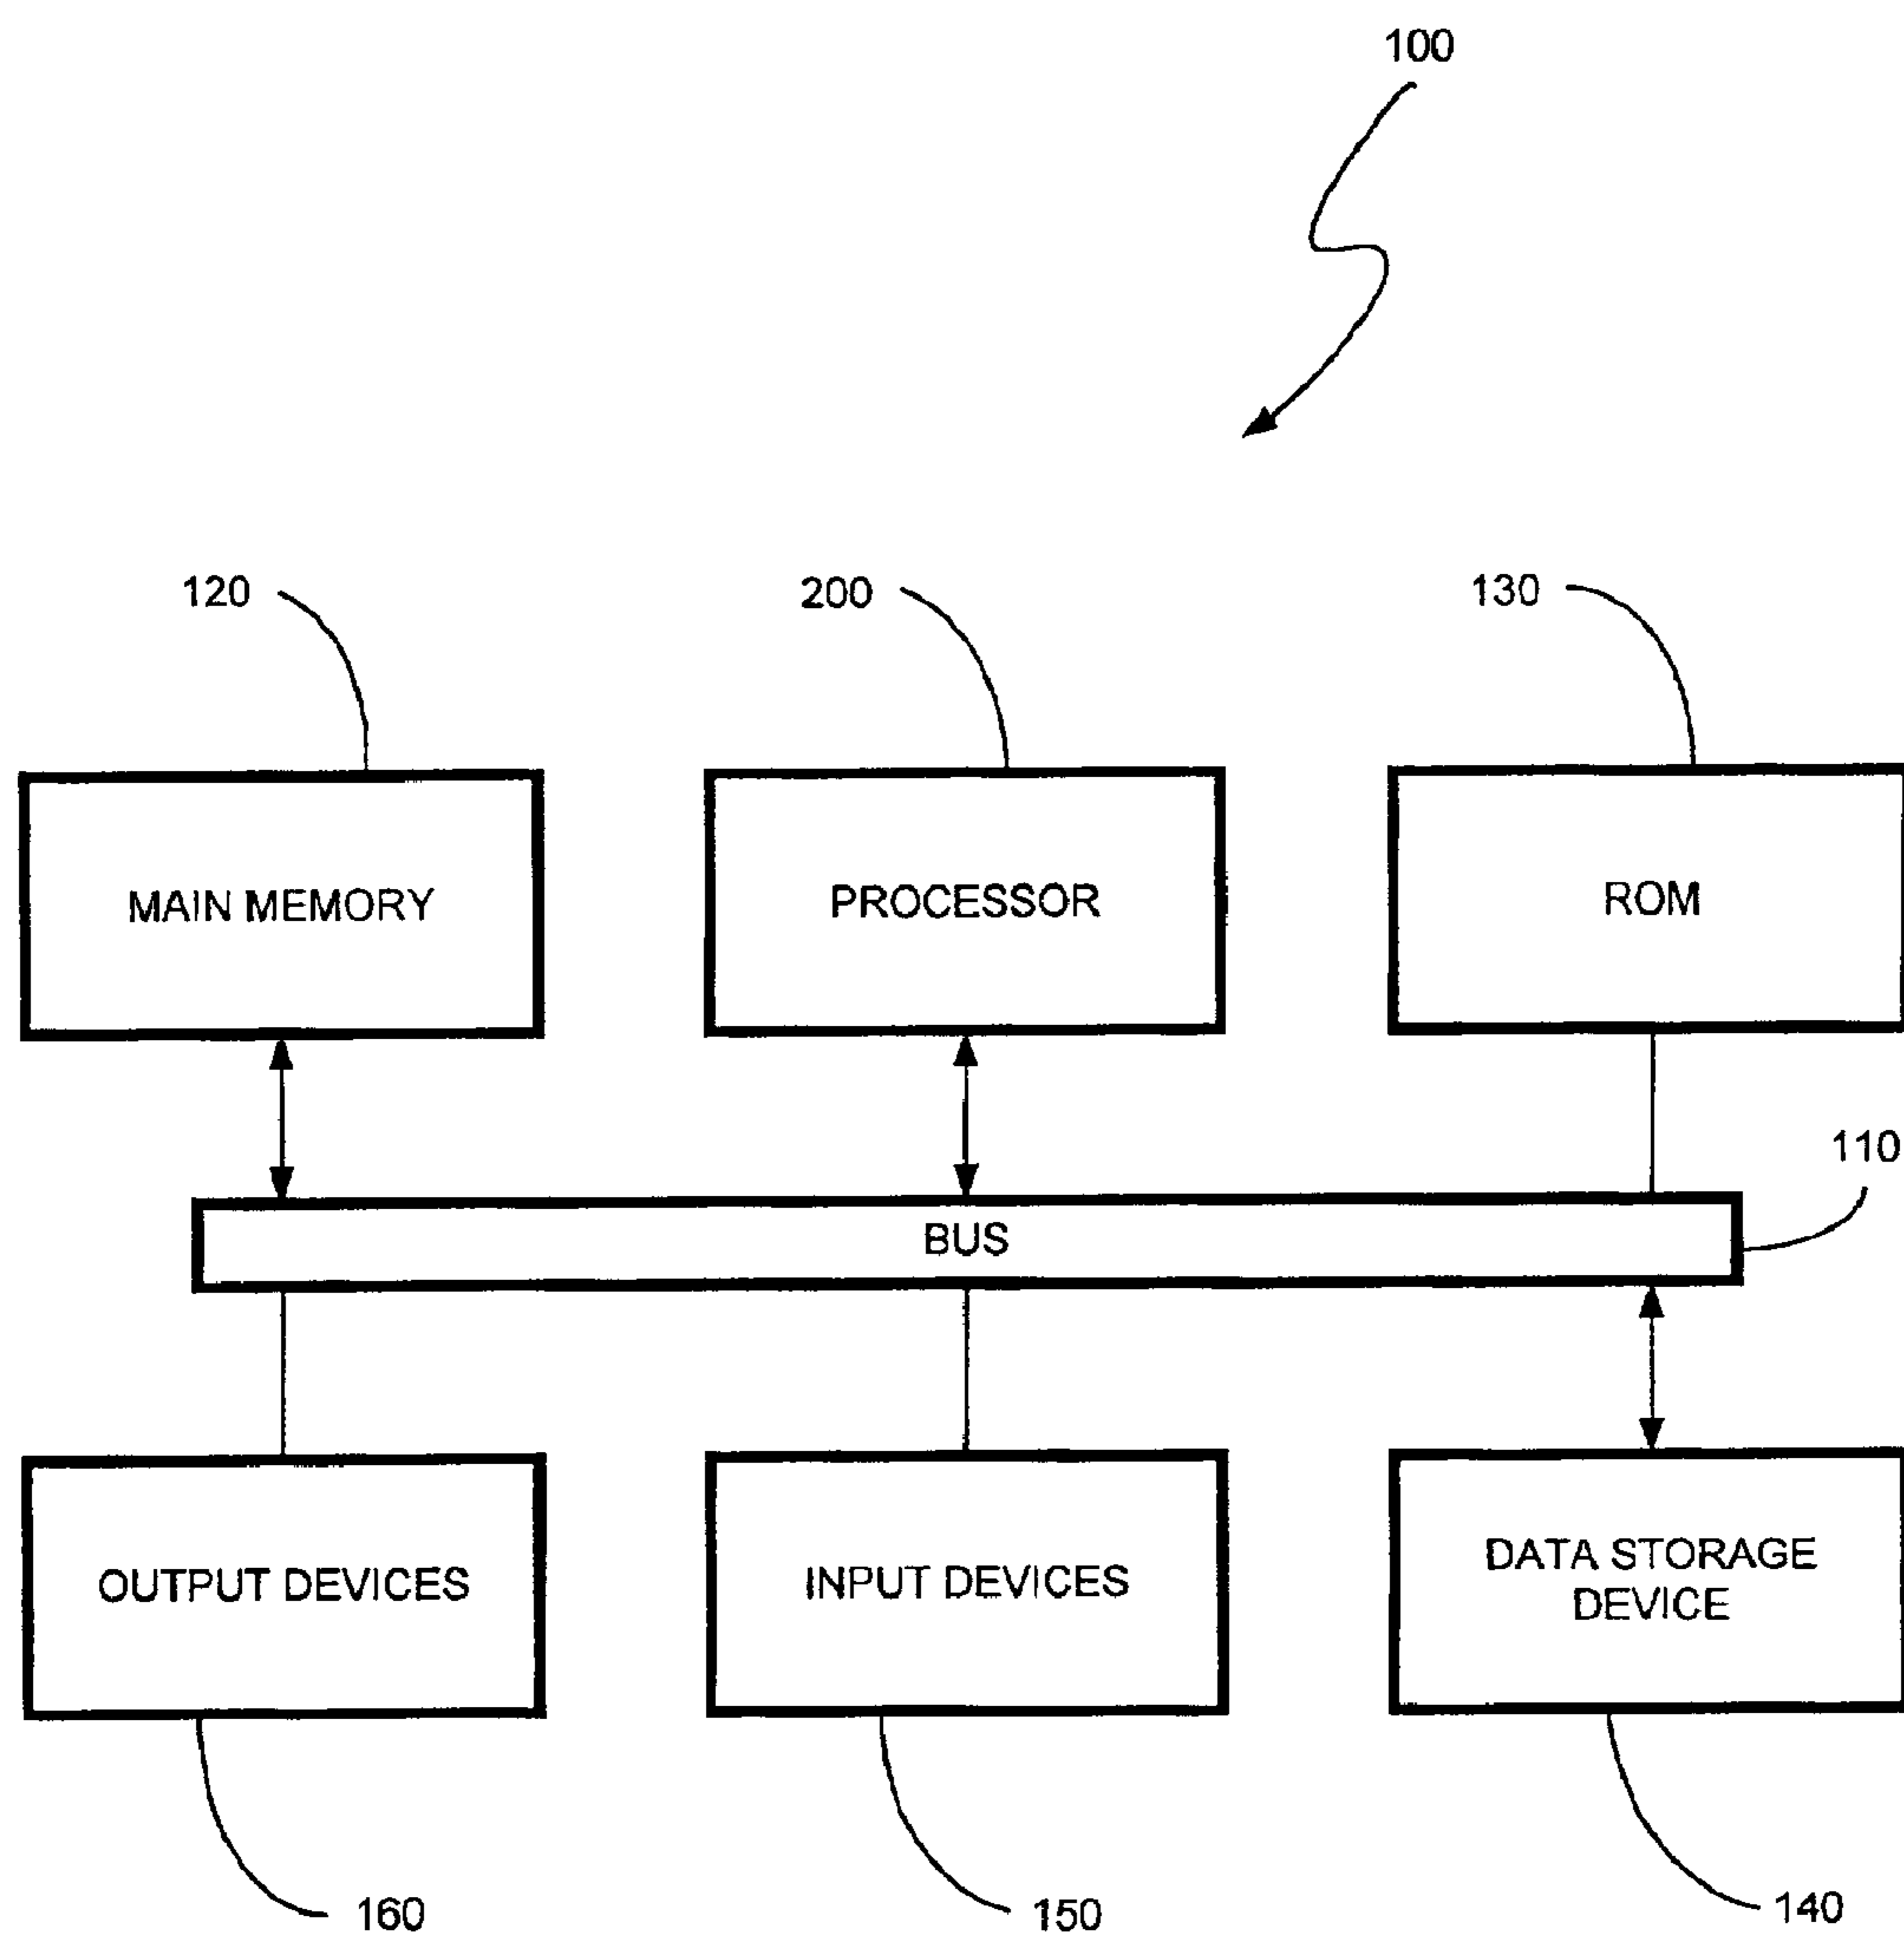 100
120
200
130
MAIN MEMORY
PROCESSOR
ROM
110
BUS
OUTPUT DEVICES
INPUT DEVICES
DATA STORAGE
DEVICE
160
150
140